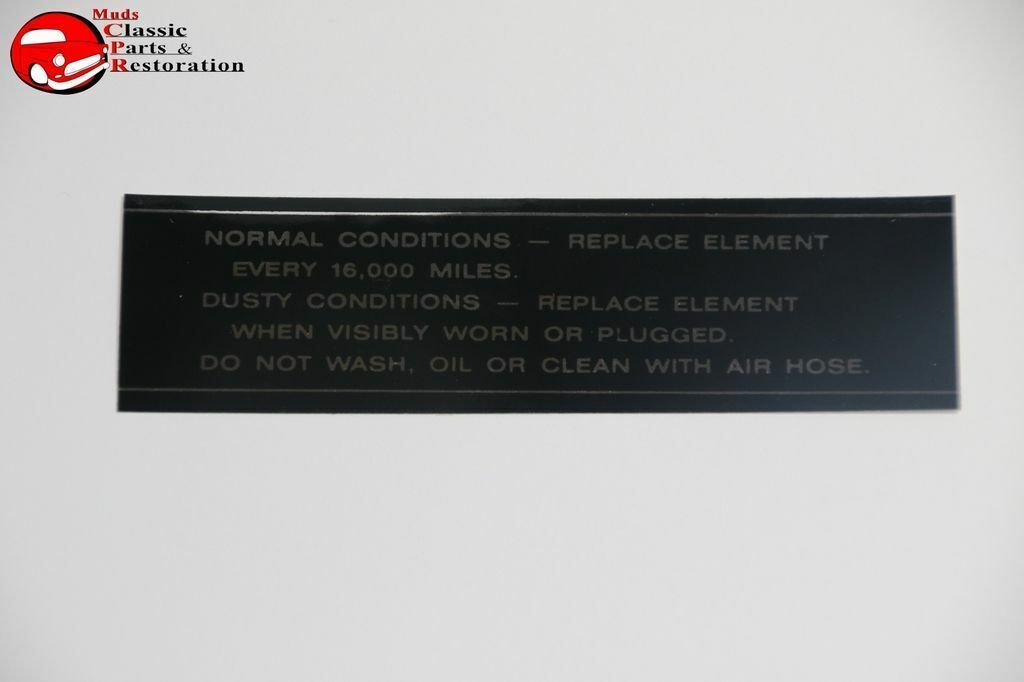 Muds
Classic
Parts &
Restoration
NORMAL CONDITIONS — REPLACE ELEMENT
EVERY 16,000 MILES.
DUSTY CONDITIONS — REPLACE ELEMENT
WHEN VISIBLY WORN OR PLUGGED.
DO NOT WASH, OIL OR CLEAN WITH AIR HOSE.